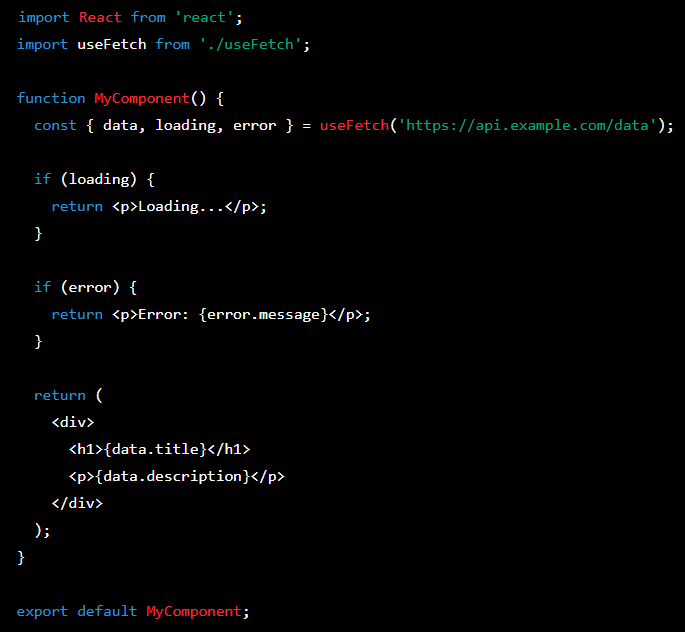 import React from 'react';
import useFetch from './useFetch';
function MyComponent() {
const { data, loading, error } = useFetch('https://api.example.com/data');
if (loading) {
return <p>Loading...</p>;
}
if (error) {
return <p>Error: {error.message}</p>;
}
return (
<div>
<h1>{data.title}</h1>
<p>{data.description}</p>
</div>
);
}
export default MyComponent;